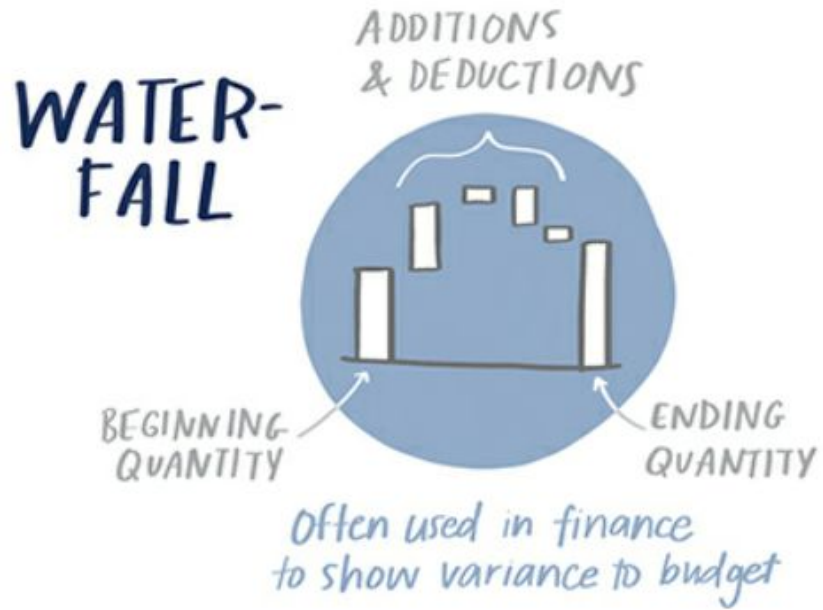 WATER-
FALL
ADDITIONS
& DEDUCTIONS
BEGINNING
QUANTITY
ENDING
QUANTITY
Often used in finance
to show variance to budget